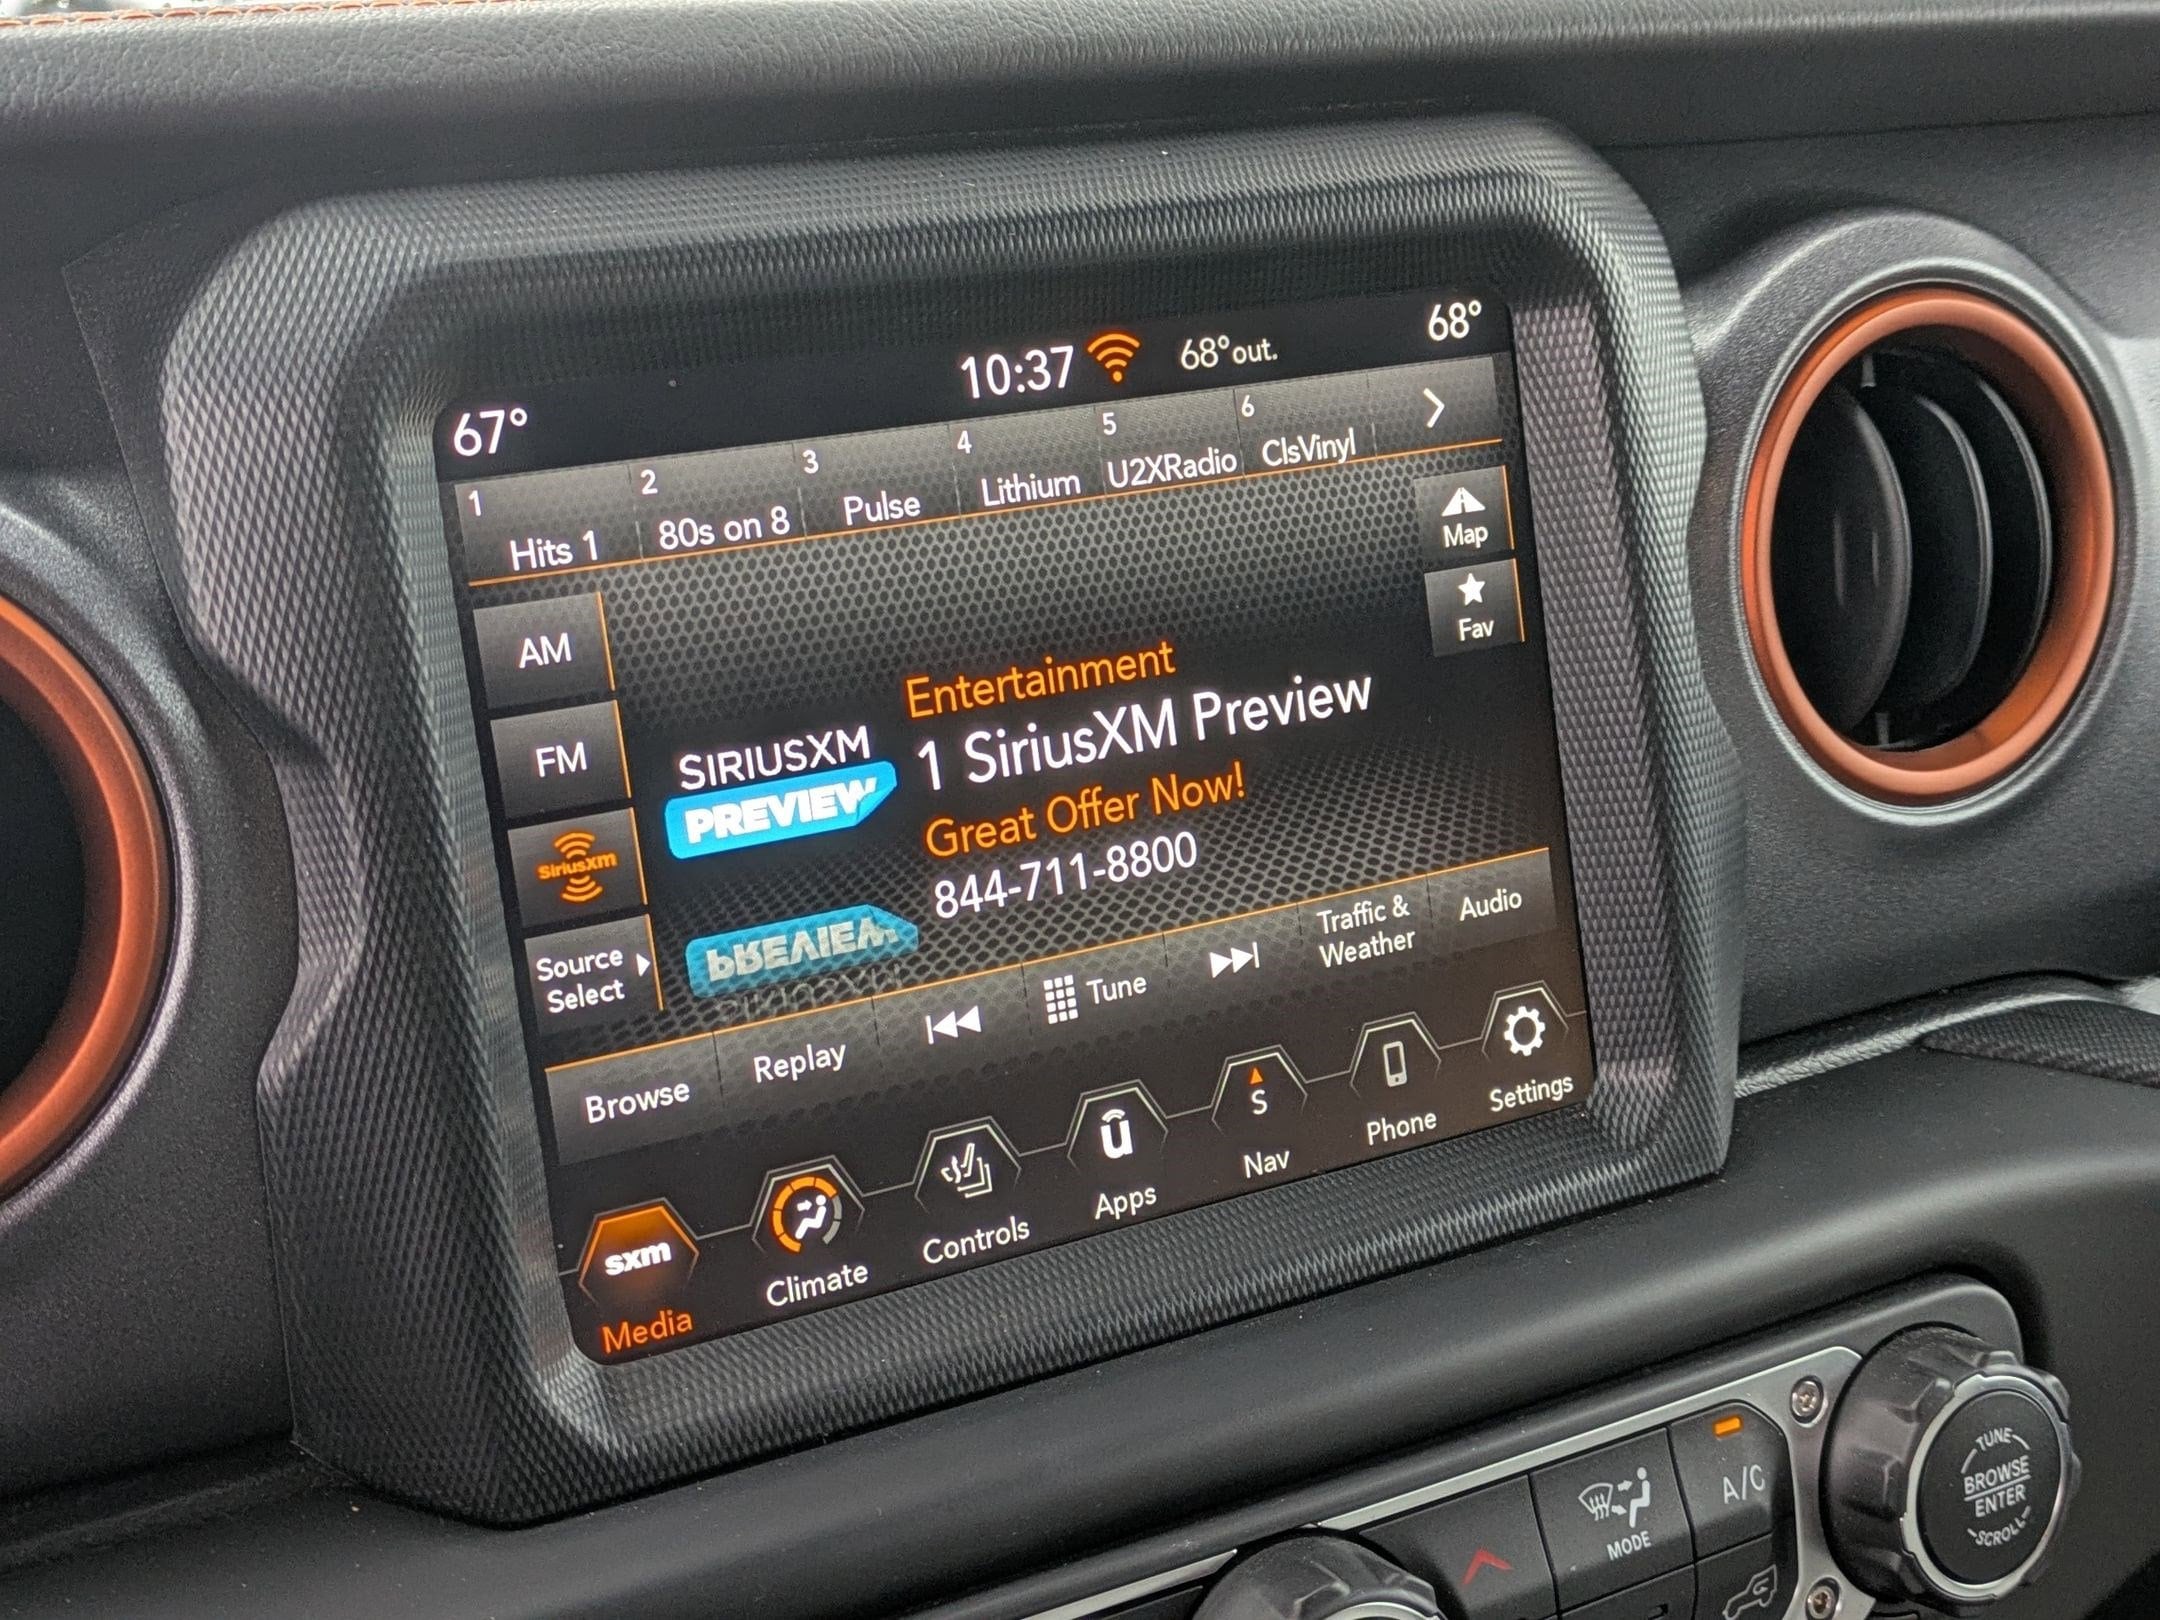 10:37 68° out. 68°
67°
1 2 3 4 5 6
Hits 1 80s on 8 Pulse Lithium U2XRadio ClsVinyl
Map
Fav
AM
FM
SiriusXM
Source
Select
SIRIUSXM
PREVIEW
Entertainment
1 SiriusXM Preview
Great Offer Now!
844-711-8800
PREVIEW
SIRIUSXM
Browse Replay Tune Traffic &
Weather
Audio
sxm
Media
Climate
Controls
u
Apps
S
Nav
Phone
Settings
MODE
A/C
TUNE
BROWSE
ENTER
SCROLL